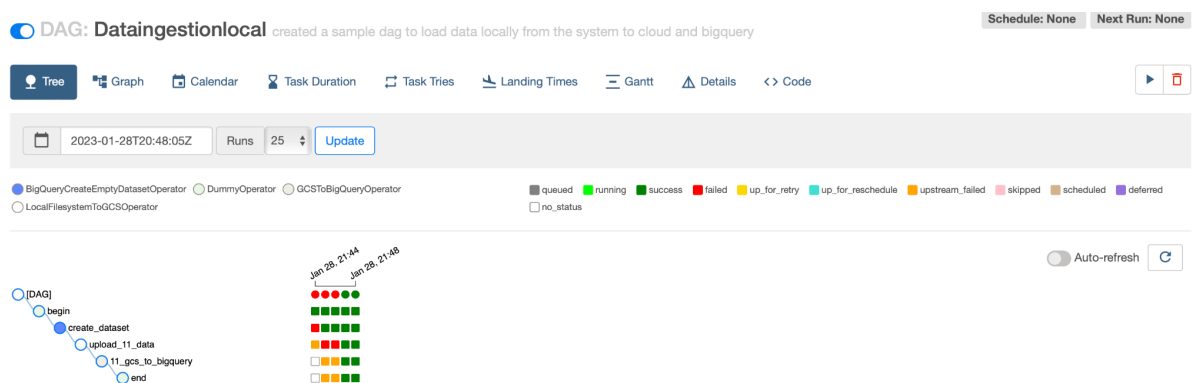 DAG: Dataingestionlocal created a sample dag to load data locally from the system to cloud and bigquery
Schedule: None Next Run: None
Tree Graph Calendar Task Duration Task Tries Landing Times Gantt Details <> Code
2023-01-28T20:48:05Z Runs 25 Update
BigQueryCreateEmptyDatasetOperator DummyOperator GCSToBigQueryOperator
LocalFilesystemToGCSOperator
queued running success failed up_for_retry up_for_reschedule upstream_failed skipped scheduled deferred
no_status
Jan 28, 21:44 Jan 28, 21:48
Auto-refresh
[DAG]
begin
create_dataset
upload_11_data
11_gcs_to_bigquery
end